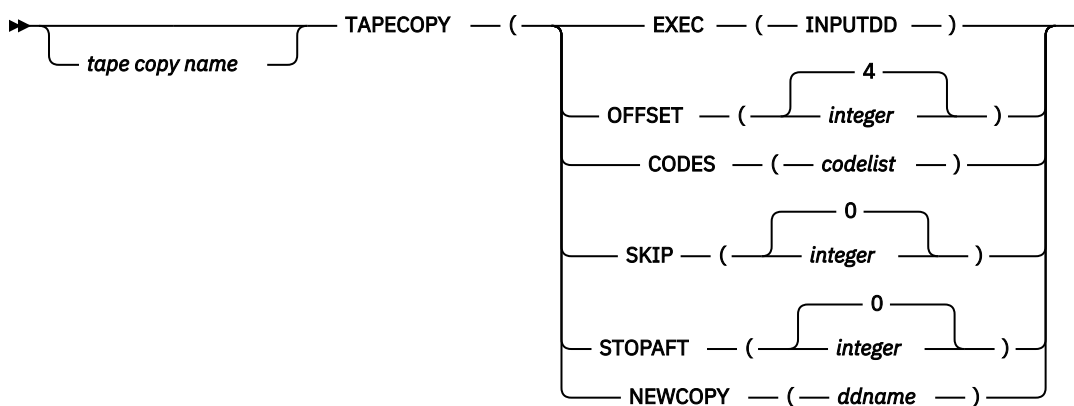 TAPECOPY ( EXEC ( INPUTDD )
tape copy name
4
OFFSET ( integer )
CODES ( codelist )
0
SKIP ( integer )
0
STOPAFT ( integer )
NEWCOPY ( ddname )